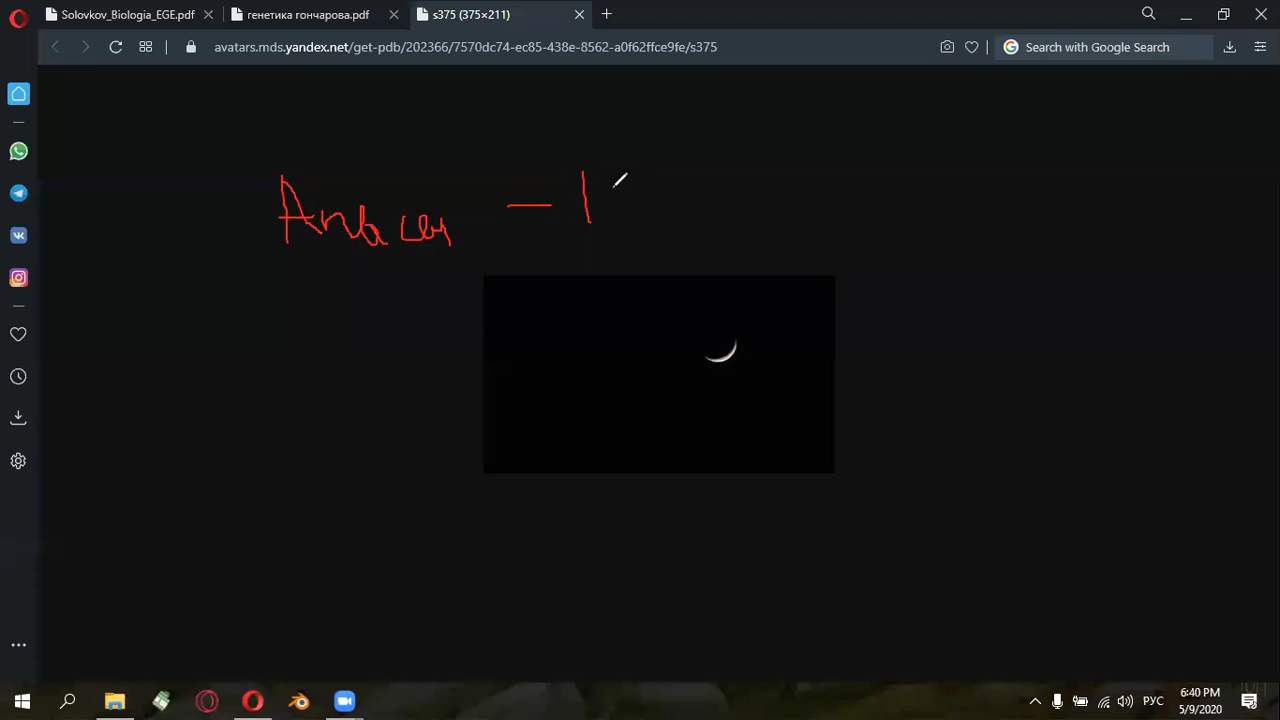 Solovkov_Biologia_EGE.pdf
генетика гончарова.pdf
s375 (375×211)
avatars.mds.yandex.net/get-pdb/202366/7570dc74-ec85-438e-8562-a0f62ffce9fe/s375
Search with Google Search
— 1
РУС
6:40 PM
5/9/2020